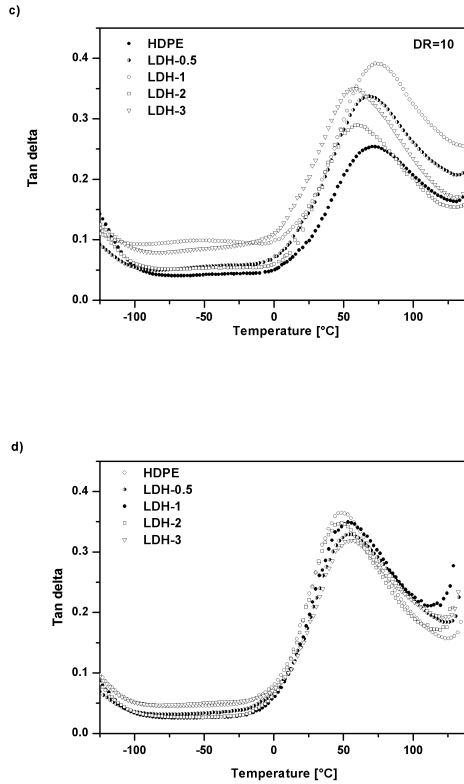 c)
HDPE
DR=10
LDH-0.5
LDH-1
LDH-2
LDH-3
0.4
0.3
0.2
0.1
0.0
Tan delta
-100 -50 0 50 100
Temperature [°C]
d)
HDPE
LDH-0.5
LDH-1
LDH-2
LDH-3
0.4
0.3
0.2
0.1
0.0
Tan delta
-100 -50 0 50 100
Temperature [°C]